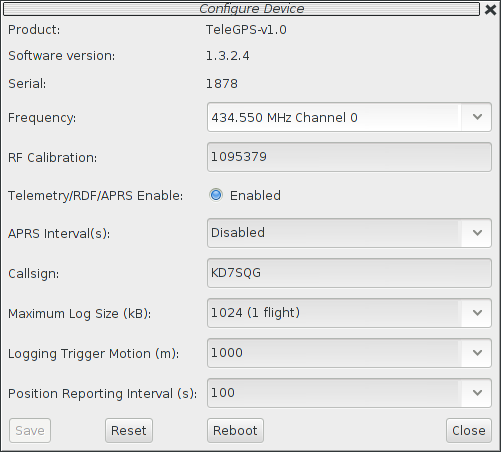 Configure Device
Product: TeleGPS-v1.0
Software version: 1.3.2.4
Serial: 1878
Frequency: 434.550 MHz Channel 0
RF Calibration: 1095379
Telemetry/RDF/APRS Enable: Enabled
APRS Interval(s): Disabled
Callsign: KD7SQG
Maximum Log Size (kB): 1024 (1 flight)
Logging Trigger Motion (m): 1000
Position Reporting Interval (s): 100
Save Reset Reboot Close